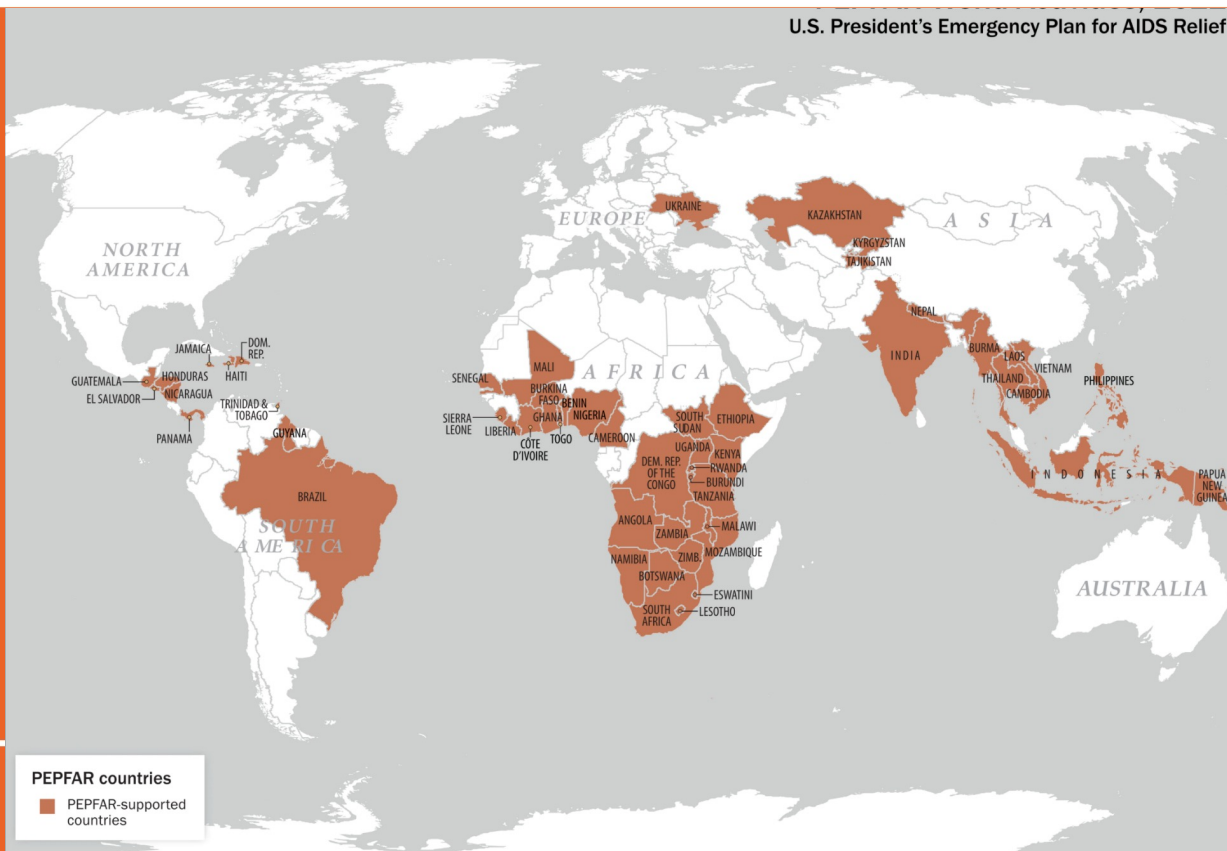 U.S. President's Emergency Plan for AIDS Relief
EUROPE
UKRAINE
KAZAKHSTAN
ASIA
KYRGYZSTAN
TAJIKISTAN
NORTH
AMERICA
NEPAL
JAMAICA
DOM.
REP.
INDIA
BURMA
LAOS
VIETNAM
THAILAND
CAMBODIA
PHILIPPINES
GUATEMALA
HONDURAS
HAITI
EL SALVADOR
NICARAGUA
TRINIDAD &
TOBAGO
PANAMA
GUYANA
MALI
AFRICA
SENEGAL
BURKINA
FASO
BENIN
NIGERIA
GHANA
SIERRA
LEONE
LIBERIA
CÔTE
D'IVOIRE
TOGO
CAMEROON
SOUTH
SUDAN
ETHIOPIA
UGANDA
KENYA
DEM. REP.
OF THE
CONGO
RWANDA
BURUNDI
TANZANIA
INDONESIA
PAPUA
NEW
GUINEA
BRAZIL
SOUTH
AMERICA
ANGOLA
ZAMBIA
MALAWI
NAMIBIA
ZIMB.
MOZAMBIQUE
BOTSWANA
ESWATINI
SOUTH
AFRICA
LESOTHO
AUSTRALIA
PEPFAR countries
PEPFAR-supported
countries